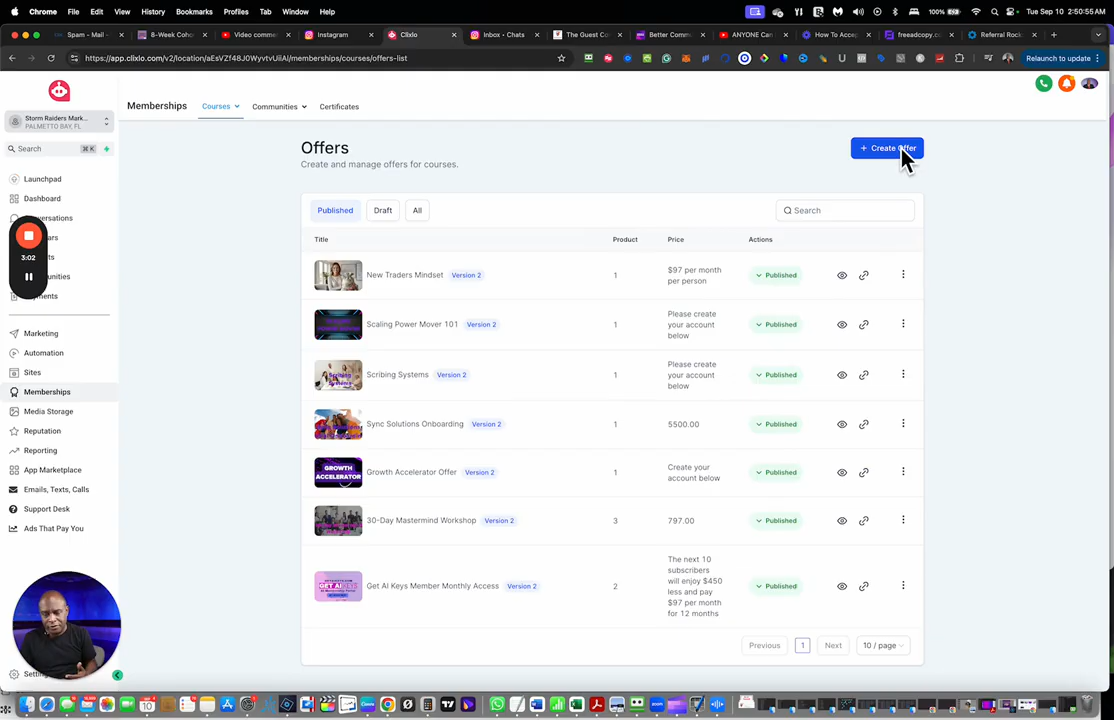 Chrome File Edit View History Bookmarks Profiles Tab Window Help
100% Tue Sep 10 2:50:55 AM
Spam - Mail - 8-Week Coho Video comme Instagram Clixlo Inbox - Chats The Guest Co Better Comm ANYONE Can How To Acce freeadcopy.c Referral Rock
https://app.clixlo.com/v2/location/aEsVZf48J0WyvtvUiiAI/memberships/courses/offers-list
Relaunch to update
Storm Raiders Mark...
PALMETTO BAY, FL
Search ⌘ K
Launchpad
Dashboard
Conversations
Payments
Marketing
Automation
Sites
Memberships
Media Storage
Reputation
Reporting
App Marketplace
Emails, Texts, Calls
Support Desk
Ads That Pay You
3:02
Memberships Courses Communities Certificates
Offers
Create and manage offers for courses.
+ Create Offer
Published Draft All
Search
Title Product Price Actions
New Traders Mindset Version 2 1 $97 per month
per person
Published
Scaling Power Mover 101 Version 2 1 Please create
your account
below
Published
Scribing Systems Version 2 1 Please create
your account
below
Published
Sync Solutions Onboarding Version 2 1 5500.00 Published
GROWTH
ACCELERATOR
Growth Accelerator Offer Version 2 1 Create your
account below
Published
30-Day Mastermind Workshop Version 2 3 797.00 Published
GET AI KEYS
Get AI Keys Member Monthly Access Version 2 2 The next 10
subscribers
will enjoy $450
less and pay
$97 per month
for 12 months
Published
Previous 1 Next 10 / page